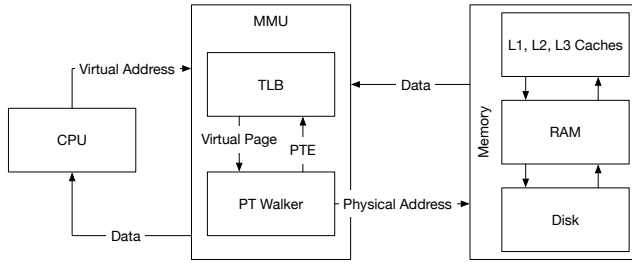 MMU
L1, L2, L3 Caches
Virtual Address
TLB
Data
CPU
Virtual Page
PTE
Memory
RAM
PT Walker
Physical Address
Disk
Data